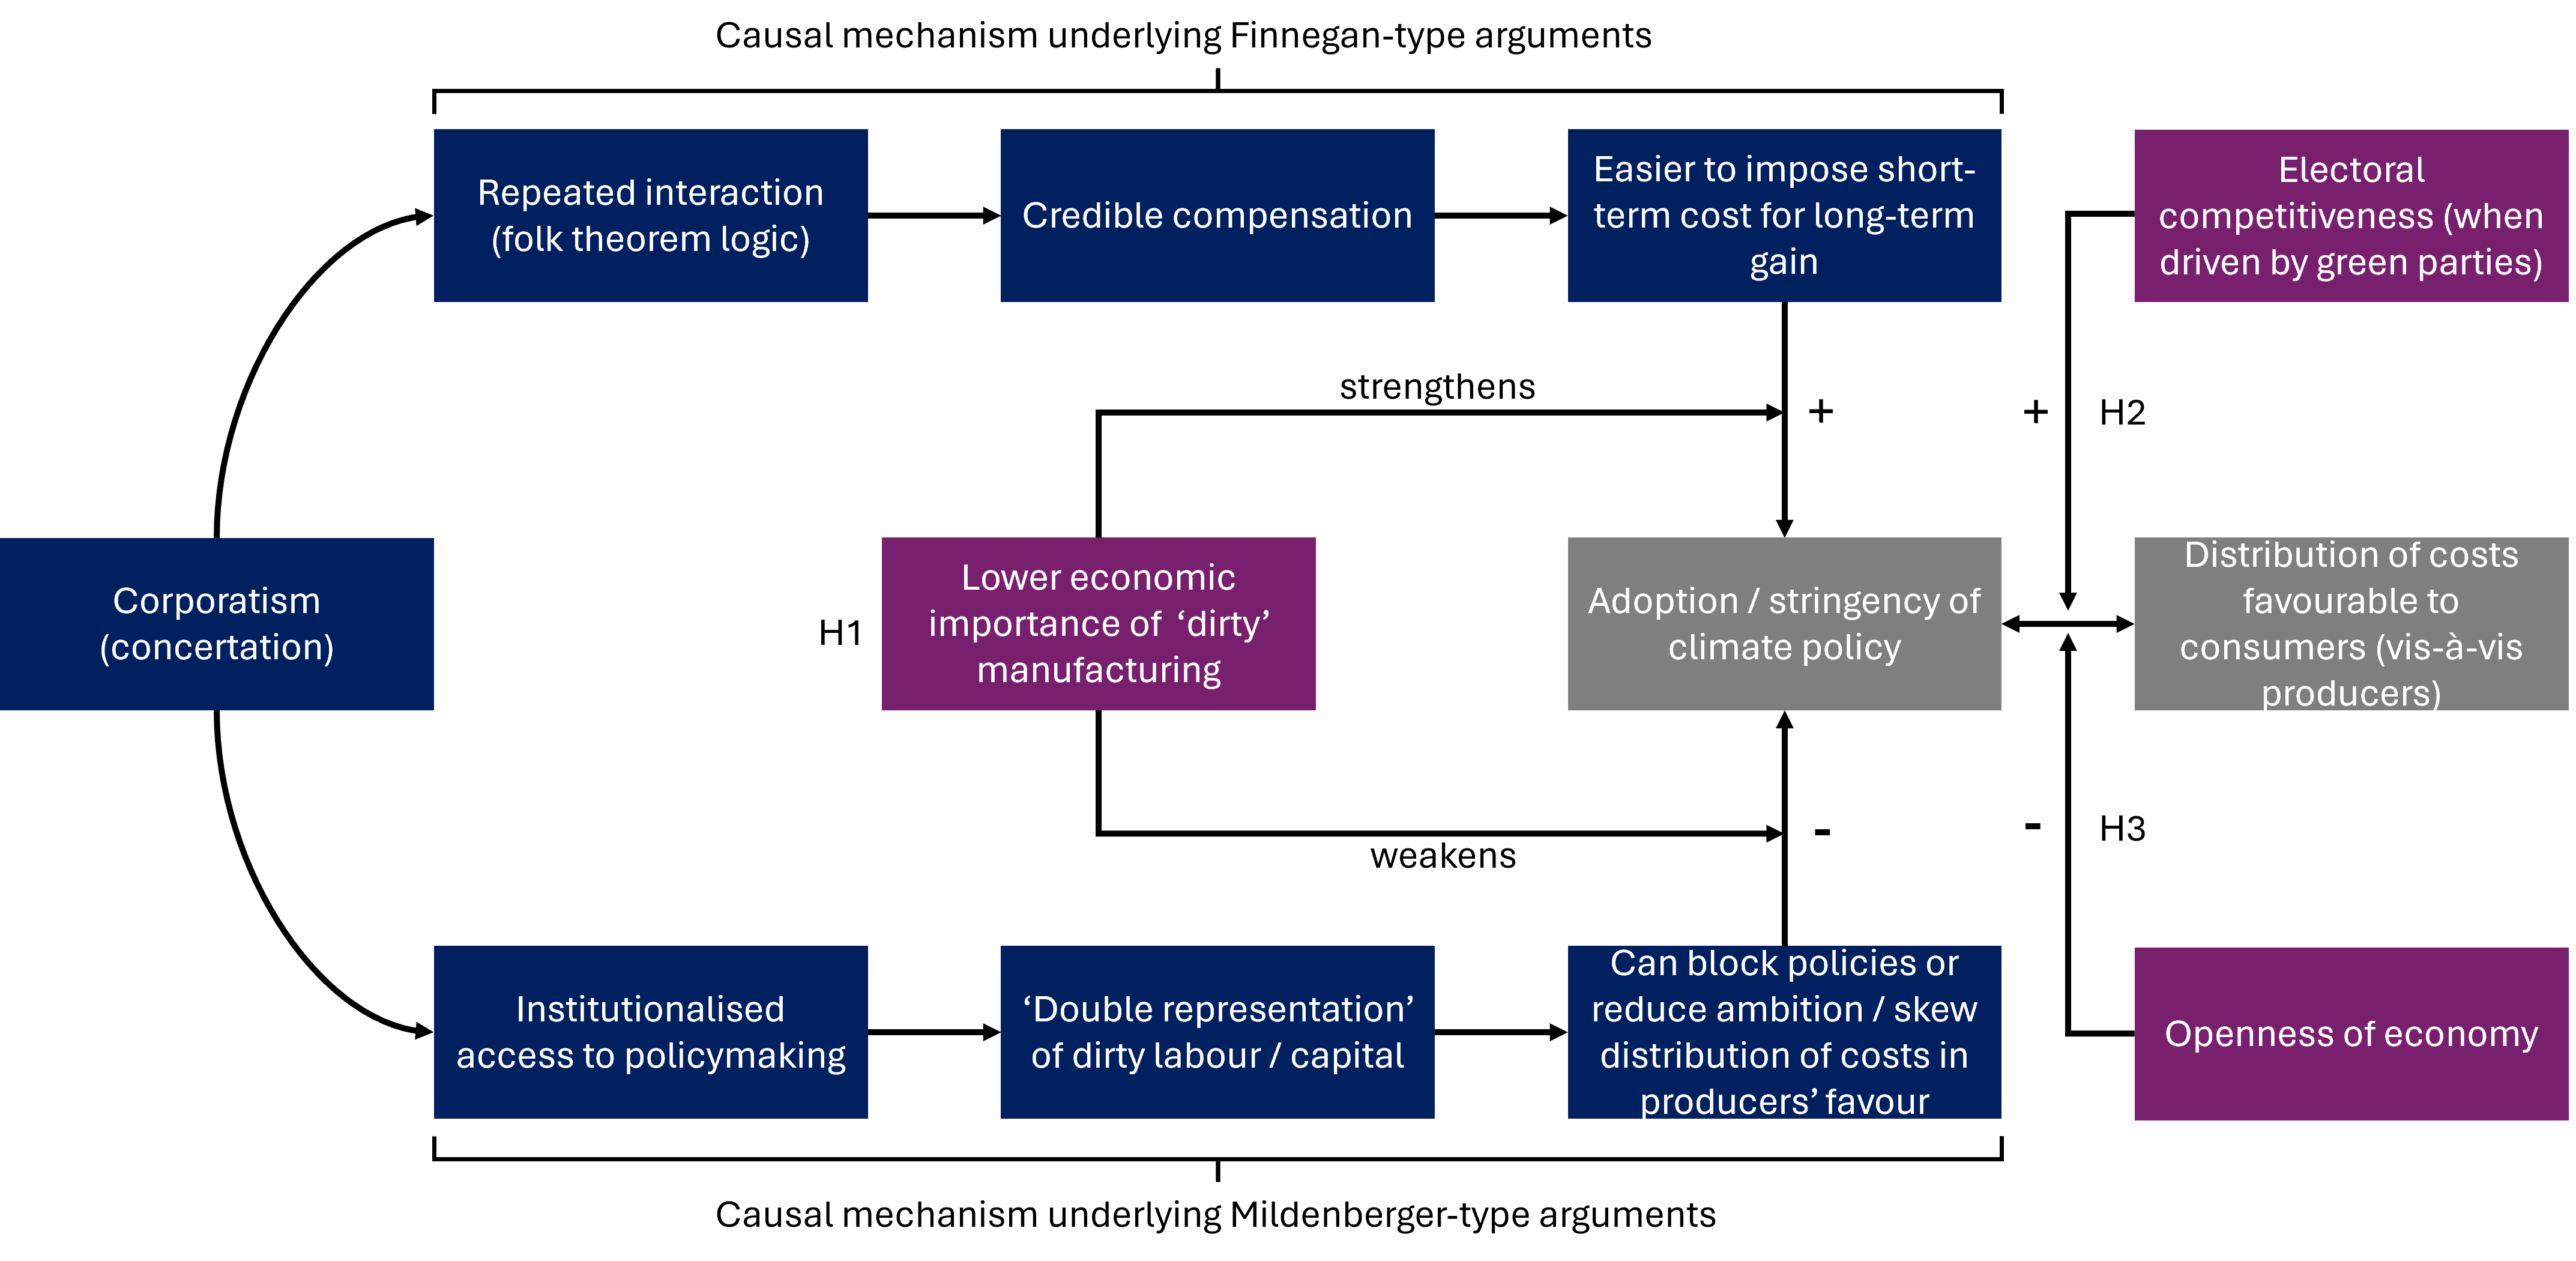 Causal mechanism underlying Finnegan-type arguments
Repeated interaction
(folk theorem logic)
Credible compensation
Easier to impose short-
term cost for long-term
gain
Electoral
competitiveness (when
driven by green parties)
strengthens
+
+
H2
Corporatism
(concertation)
H1
Lower economic
importance of ‘dirty’
manufacturing
Adoption / stringency of
climate policy
Distribution of costs
favourable to
consumers (vis-à-vis
producers)
weakens
-
-
H3
Institutionalised
access to policymaking
‘Double representation’
of dirty labour / capital
Can block policies or
reduce ambition / skew
distribution of costs in
producers’ favour
Openness of economy
Causal mechanism underlying Mildenberger-type arguments